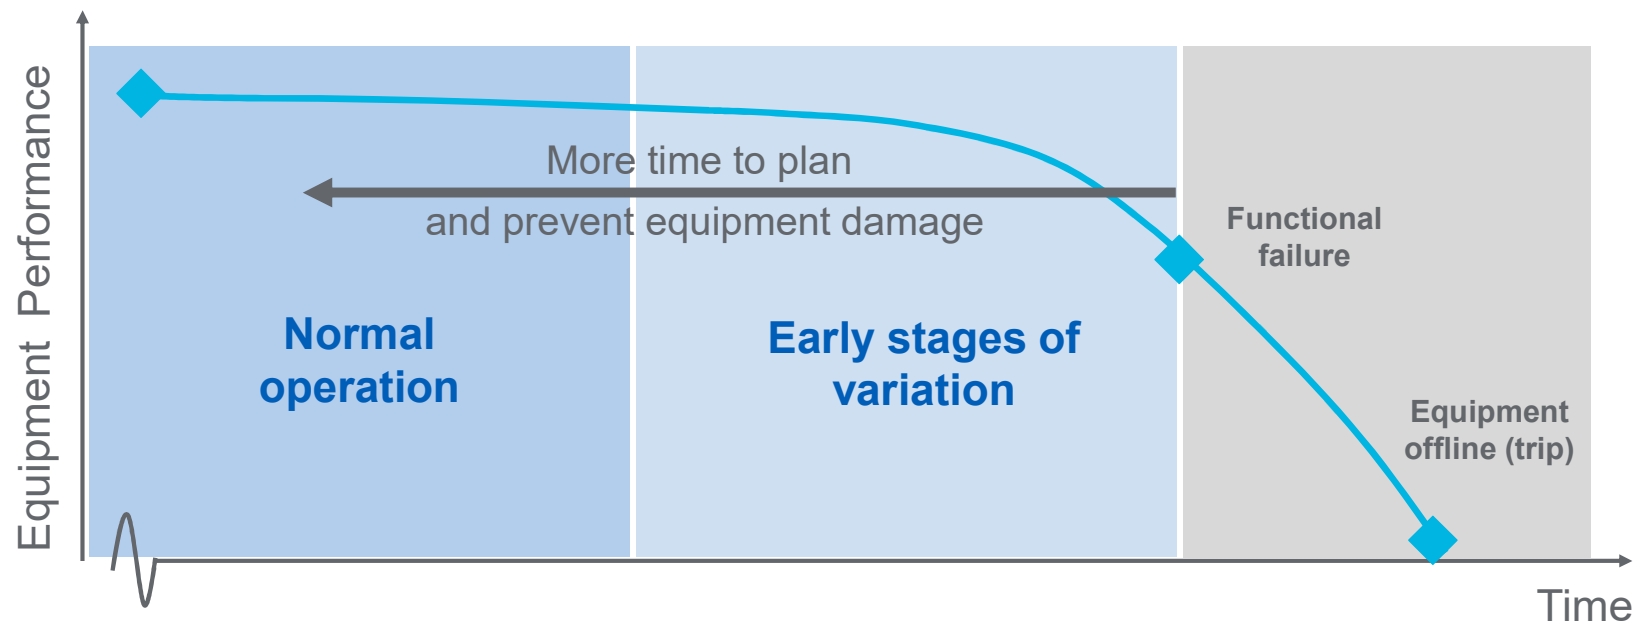 Equipment Performance
More time to plan
and prevent equipment damage
Functional
failure
Normal
operation
Early stages of
variation
Equipment
offline (trip)
Time